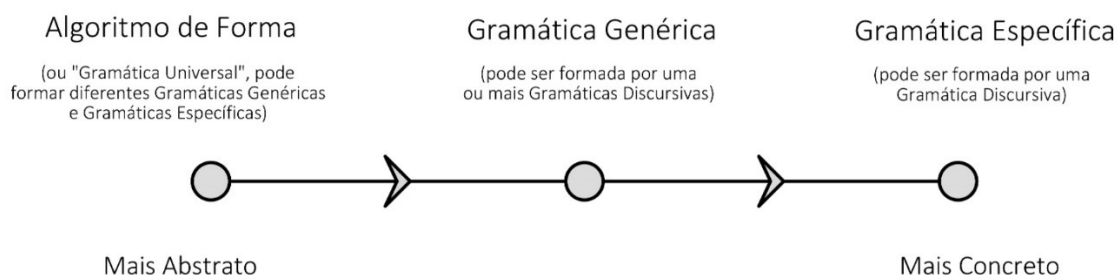 Algoritmo de Forma
(ou "Gramática Universal", pode
formar diferentes Gramáticas Genéricas
e Gramáticas Específicas)
Gramática Genérica
(pode ser formada por uma
ou mais Gramáticas Discursivas)
Gramática Específica
(pode ser formada por uma
Gramática Discursiva)
Mais Abstrato
Mais Concreto